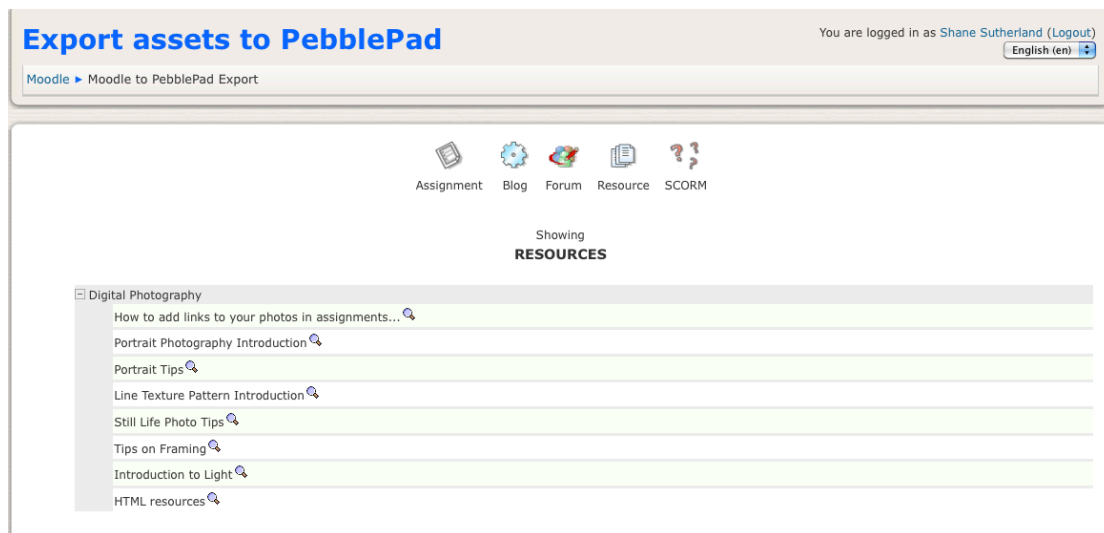 Export assets to PebblePad
You are logged in as Shane Sutherland (Logout)
English (en)
Moodle ► Moodle to PebblePad Export
Assignment Blog Forum Resource SCORM
Showing
RESOURCES
Digital Photography
How to add links to your photos in assignments...
Portrait Photography Introduction
Portrait Tips
Line Texture Pattern Introduction
Still Life Photo Tips
Tips on Framing
Introduction to Light
HTML resources